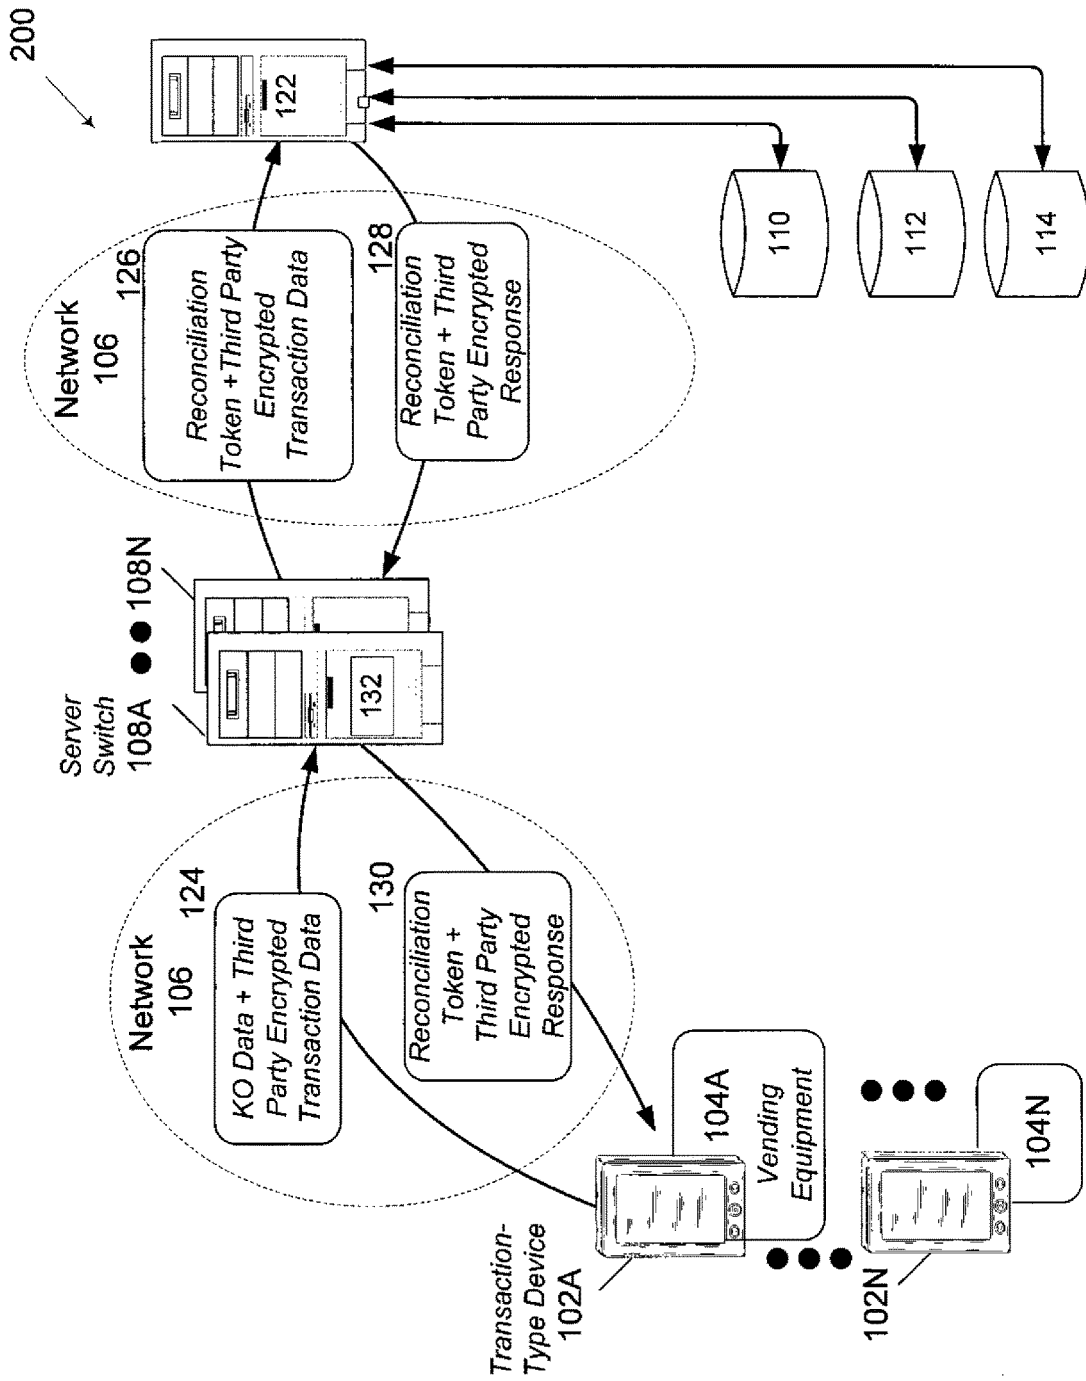 200
122
Network
106
126
Reconciliation
Token +Third Party
Encrypted
Transaction Data
128
Reconciliation
Token + Third
Party Encrypted
Response
110
112
114
Server
Switch
108A
108N
132
Network
106
124
KO Data + Third
Party Encrypted
Transaction Data
130
Reconciliation
Token +
Third Party
Encrypted
Response
Transaction-
Type Device
102A
104A
Vending
Equipment
102N
104N